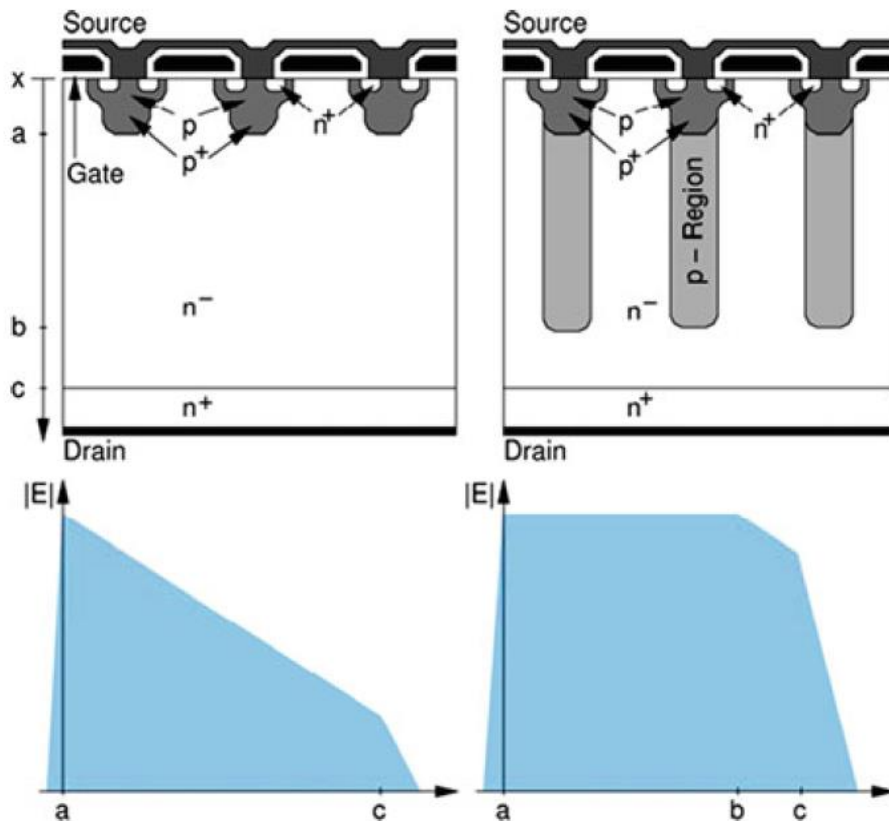 Source
Source
x
a
b
c
Gate
p
p+
n+
n−
n+
Drain
p
p+
n+
p − Region
n−
n+
Drain
|E|
a
c
|E|
a
b
c